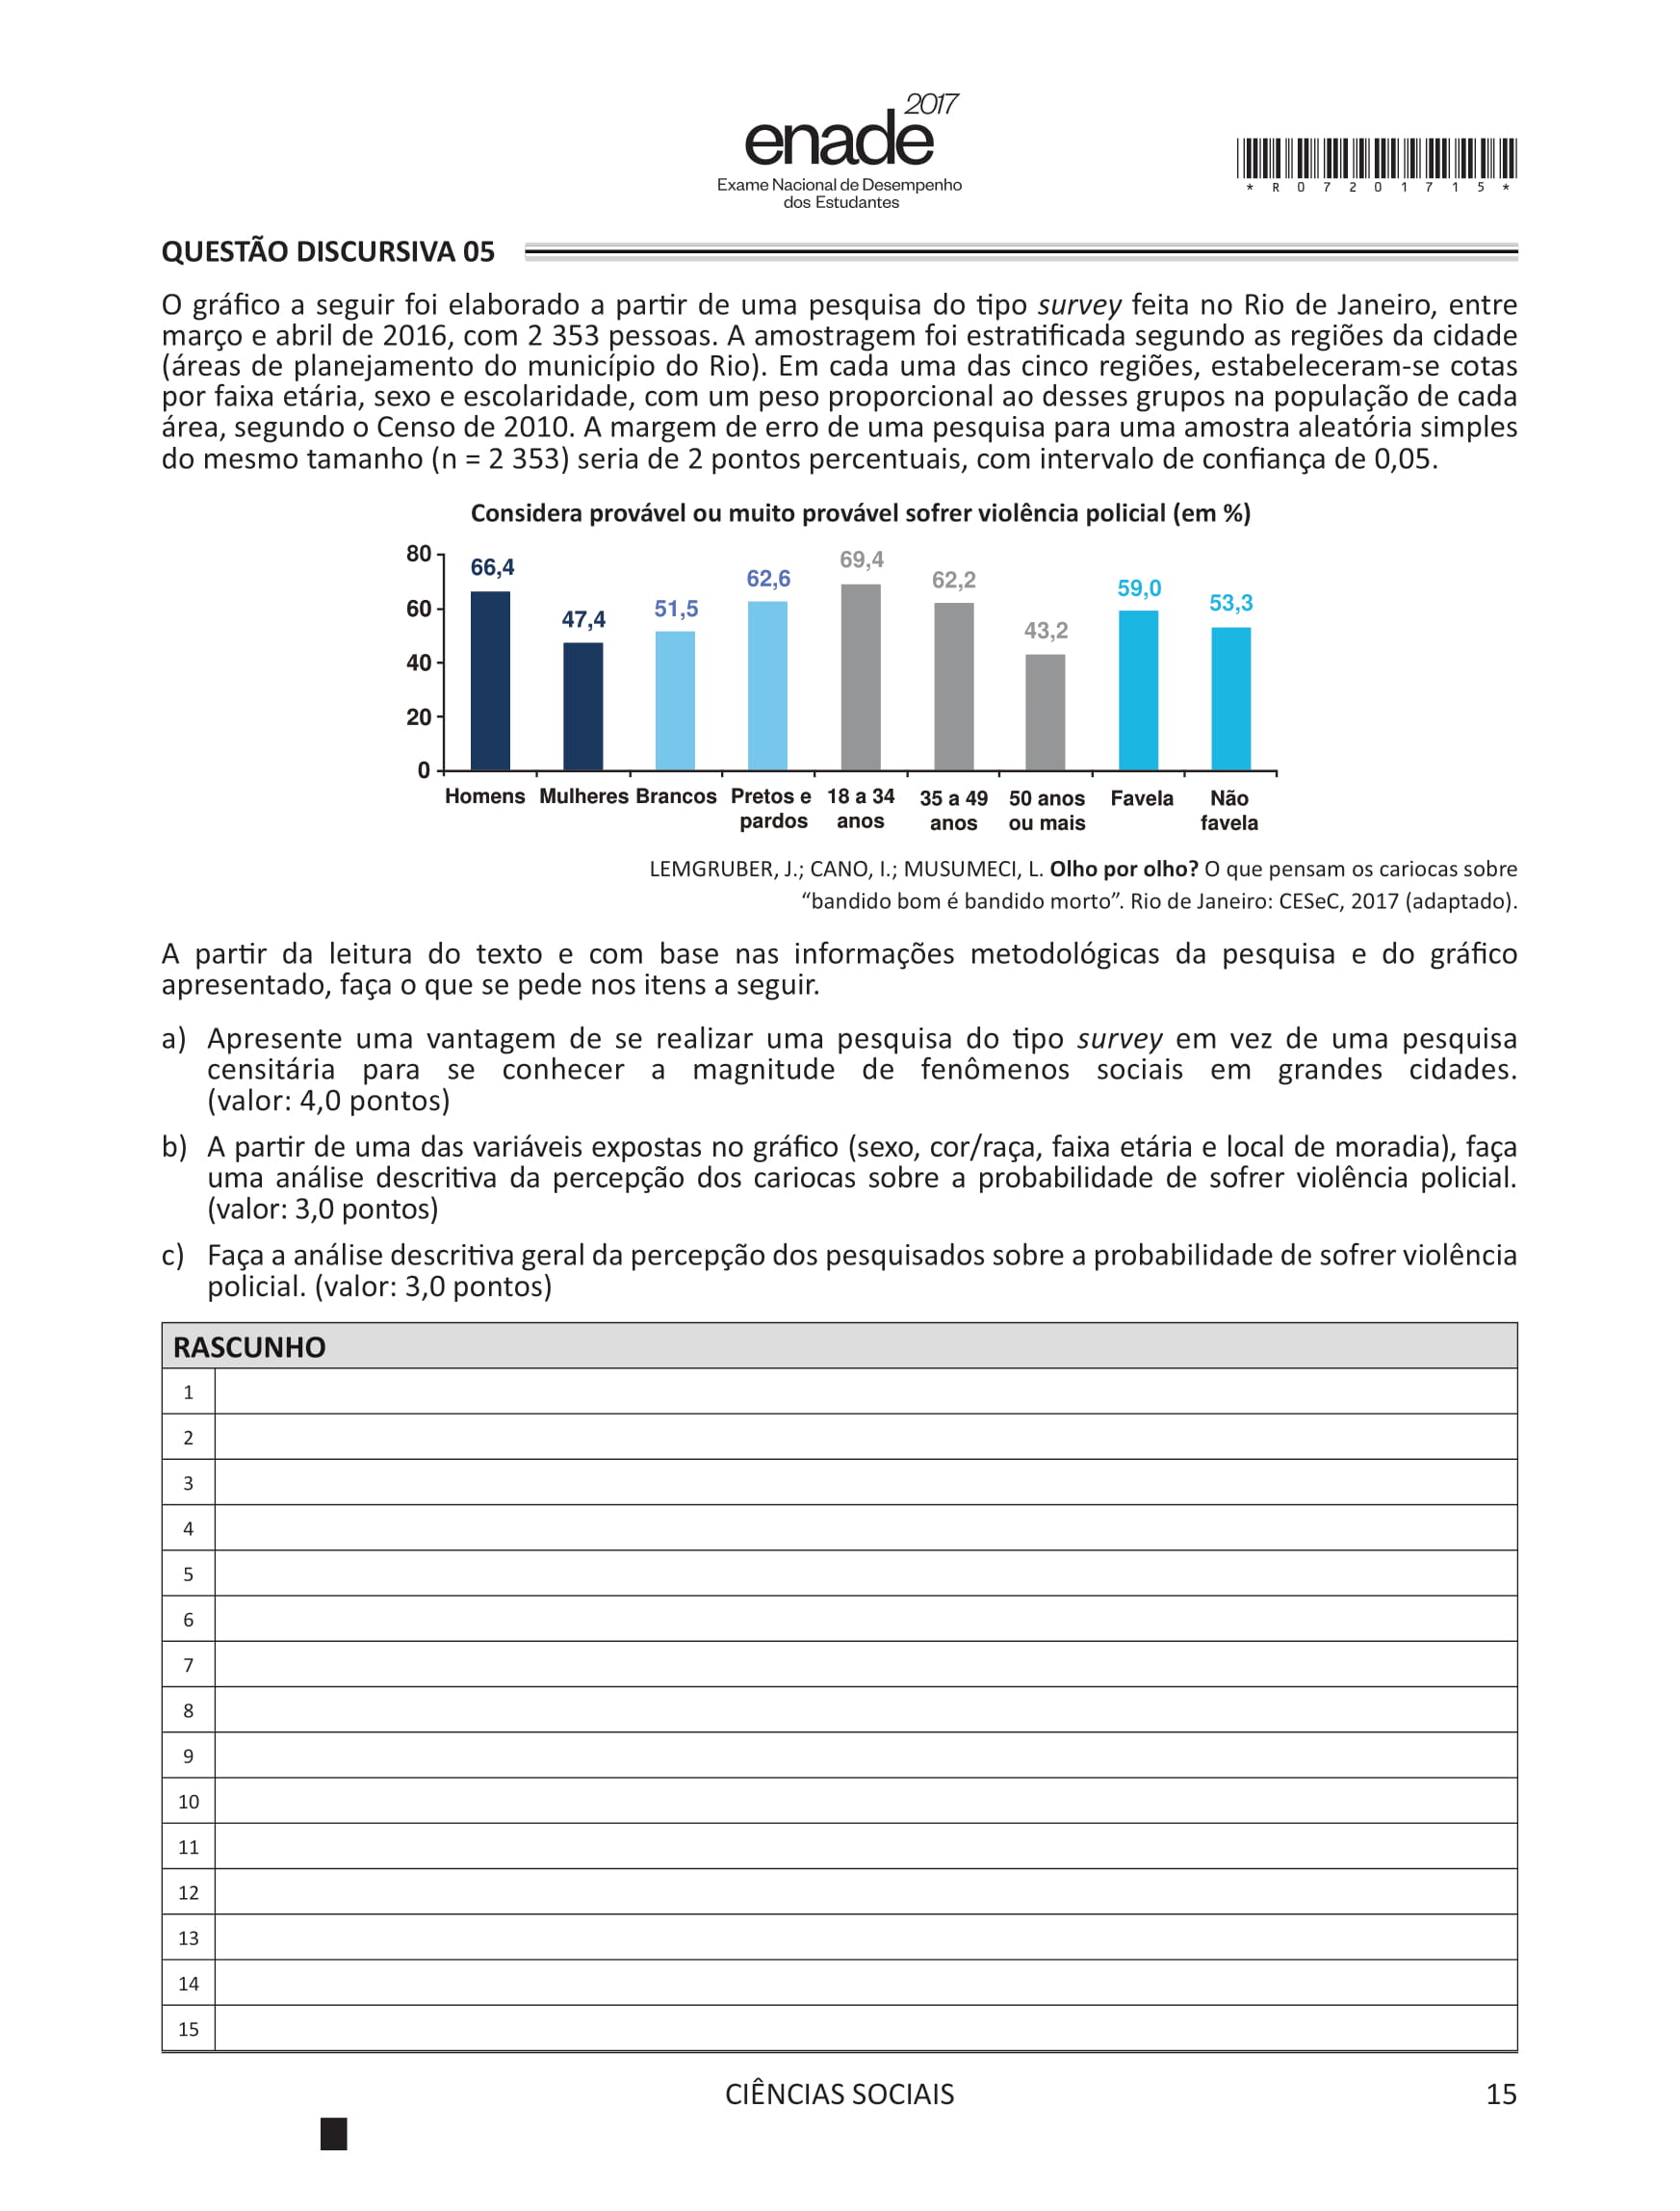 2017
enade
Exame Nacional de Desempenho
dos Estudantes
* R 0 7 2 0 1 7 1 5 *
QUESTÃO DISCURSIVA 05
O gráfico a seguir foi elaborado a partir de uma pesquisa do tipo survey feita no Rio de Janeiro, entre
março e abril de 2016, com 2 353 pessoas. A amostragem foi estratificada segundo as regiões da cidade
(áreas de planejamento do município do Rio). Em cada uma das cinco regiões, estabeleceram-se cotas
por faixa etária, sexo e escolaridade, com um peso proporcional ao desses grupos na população de cada
área, segundo o Censo de 2010. A margem de erro de uma pesquisa para uma amostra aleatória simples
do mesmo tamanho (n = 2 353) seria de 2 pontos percentuais, com intervalo de confiança de 0,05.
Considera provável ou muito provável sofrer violência policial (em %)
80
60
40
20
0
66,4
47,4
51,5
62,6
69,4
62,2
43,2
59,0
53,3
Homens Mulheres Brancos Pretos e 18 a 34 35 a 49 50 anos Favela Não
pardos anos anos ou mais favela
LEMGRUBER, J.; CANO, I.; MUSUMECI, L. Olho por olho? O que pensam os cariocas sobre
“bandido bom é bandido morto”. Rio de Janeiro: CESeC, 2017 (adaptado).
A partir da leitura do texto e com base nas informações metodológicas da pesquisa e do gráfico
apresentado, faça o que se pede nos itens a seguir.
a) Apresente uma vantagem de se realizar uma pesquisa do tipo survey em vez de uma pesquisa
censitária para se conhecer a magnitude de fenômenos sociais em grandes cidades.
(valor: 4,0 pontos)
b) A partir de uma das variáveis expostas no gráfico (sexo, cor/raça, faixa etária e local de moradia), faça
uma análise descritiva da percepção dos cariocas sobre a probabilidade de sofrer violência policial.
(valor: 3,0 pontos)
c) Faça a análise descritiva geral da percepção dos pesquisados sobre a probabilidade de sofrer violência
policial. (valor: 3,0 pontos)
RASCUNHO
1
2
3
4
5
6
7
8
9
10
11
12
13
14
15
CIÊNCIAS SOCIAIS
15